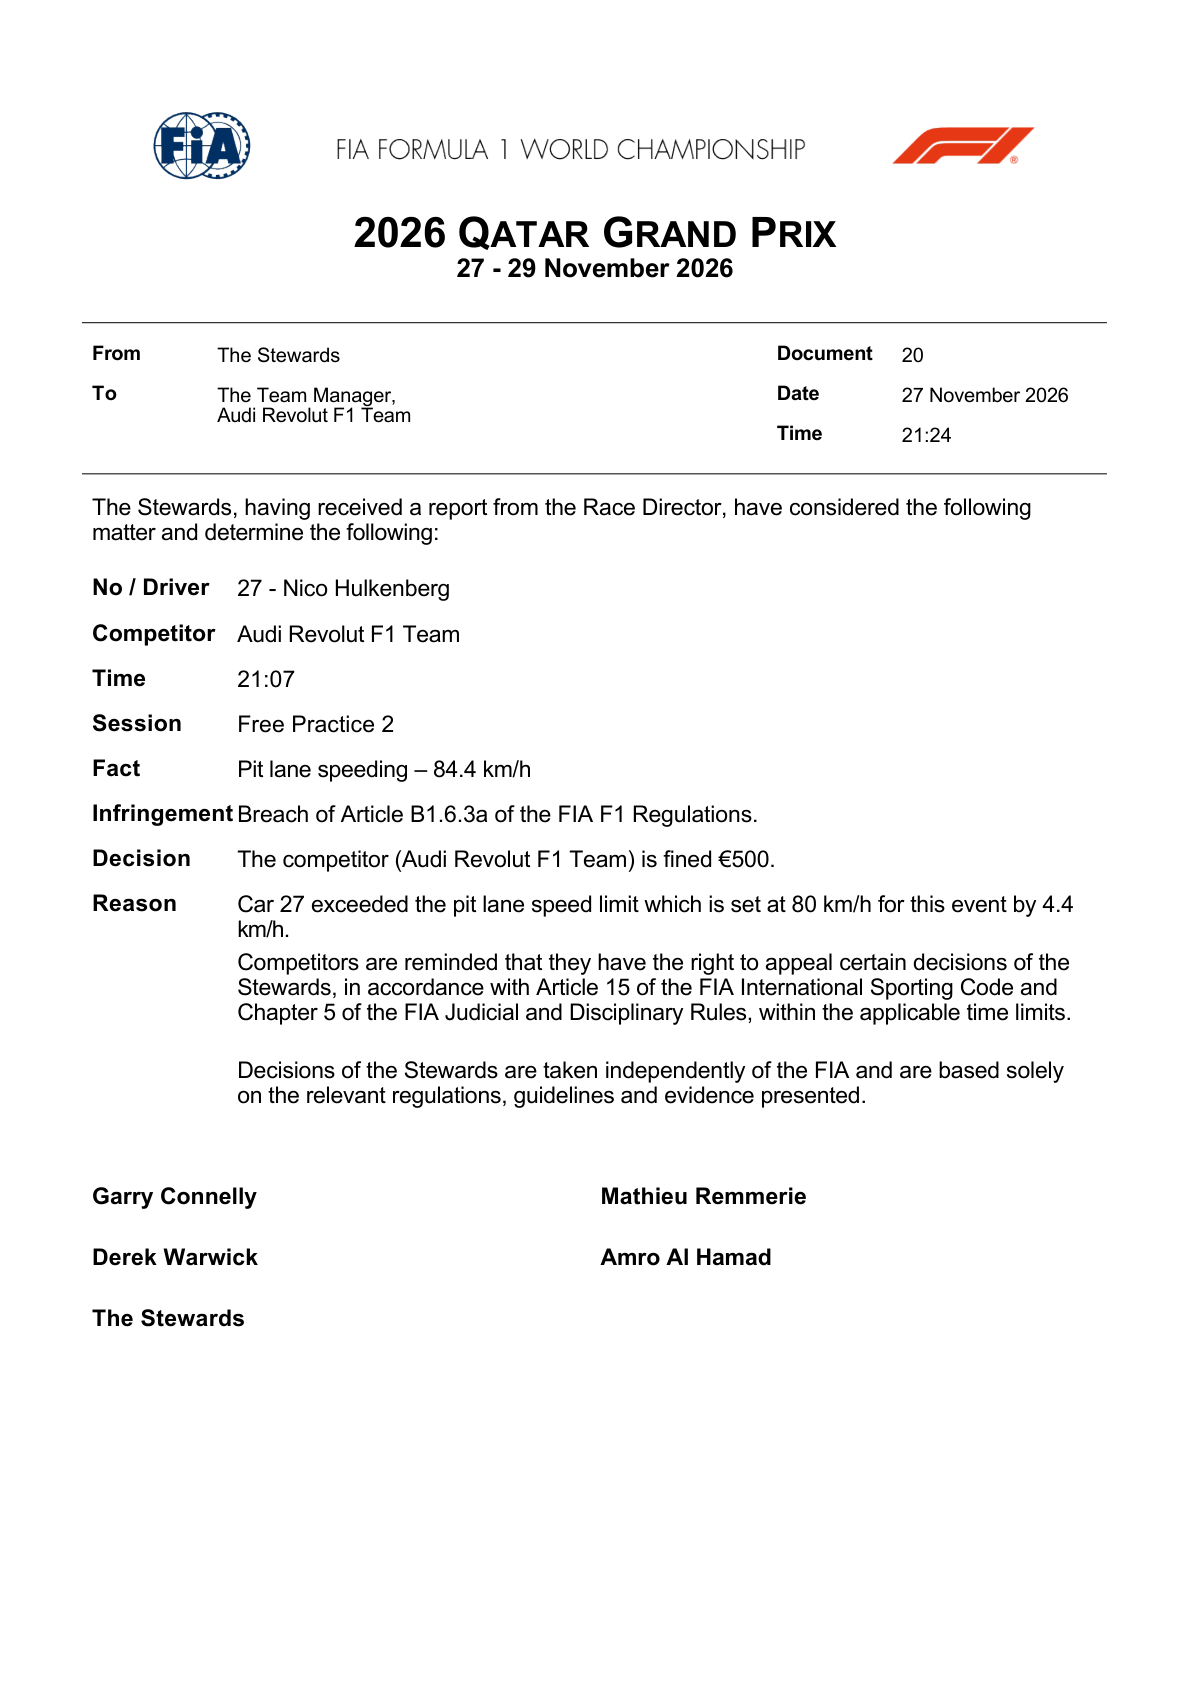 FIA
FIA FORMULA 1 WORLD CHAMPIONSHIP
F1®
2026 QATAR GRAND PRIX
27 - 29 November 2026
From The Stewards Document 20
To The Team Manager, Date 27 November 2026
Audi Revolut F1 Team
Time 21:24
The Stewards, having received a report from the Race Director, have considered the following
matter and determine the following:
No / Driver 27 - Nico Hulkenberg
Competitor Audi Revolut F1 Team
Time 21:07
Session Free Practice 2
Fact Pit lane speeding – 84.4 km/h
Infringement Breach of Article B1.6.3a of the FIA F1 Regulations.
Decision The competitor (Audi Revolut F1 Team) is fined €500.
Reason Car 27 exceeded the pit lane speed limit which is set at 80 km/h for this event by 4.4
km/h.
Competitors are reminded that they have the right to appeal certain decisions of the
Stewards, in accordance with Article 15 of the FIA International Sporting Code and
Chapter 5 of the FIA Judicial and Disciplinary Rules, within the applicable time limits.
Decisions of the Stewards are taken independently of the FIA and are based solely
on the relevant regulations, guidelines and evidence presented.
Garry Connelly Mathieu Remmerie
Derek Warwick Amro Al Hamad
The Stewards